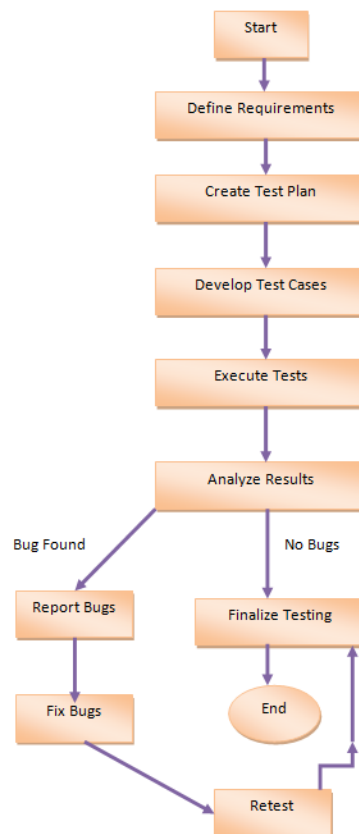 Start
Define Requirements
Create Test Plan
Develop Test Cases
Execute Tests
Analyze Results
Bug Found
No Bugs
Report Bugs
Finalize Testing
Fix Bugs
End
Retest